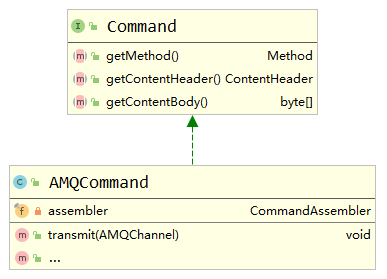 Command
getMethod() Method
getContentHeader() ContentHeader
getContentBody() byte[]
AMQCommand
assembler CommandAssembler
transmit(AMQChannel) void
...